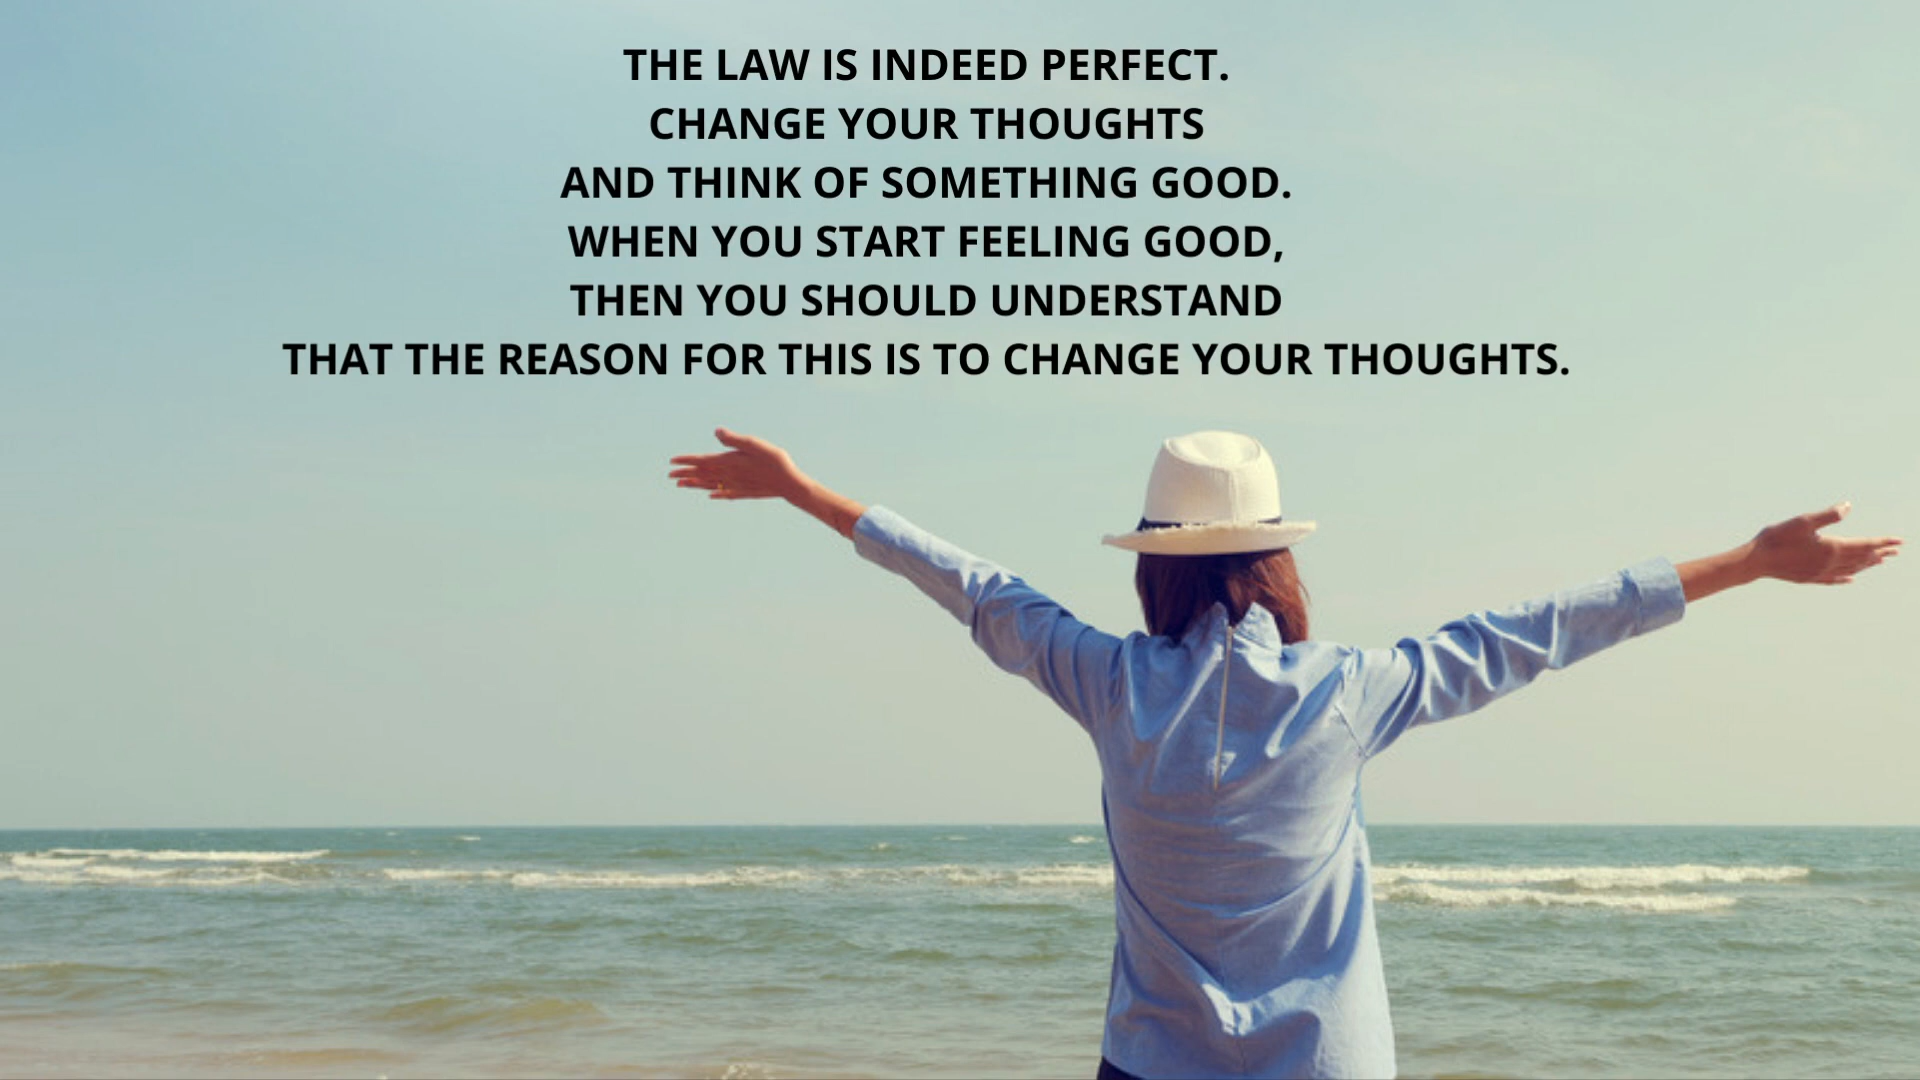 THE LAW IS INDEED PERFECT.
CHANGE YOUR THOUGHTS
AND THINK OF SOMETHING GOOD.
WHEN YOU START FEELING GOOD,
THEN YOU SHOULD UNDERSTAND
THAT THE REASON FOR THIS IS TO CHANGE YOUR THOUGHTS.